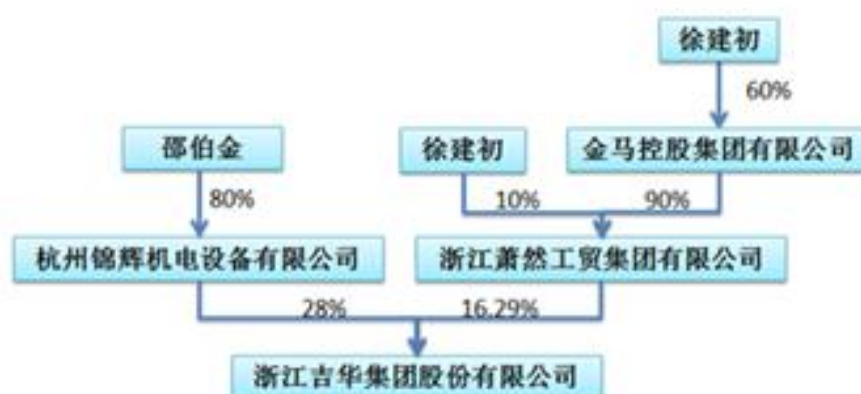 徐建初
60%
邵伯金
徐建初
金马控股集团有限公司
80%
10%
90%
杭州锦辉机电设备有限公司
浙江萧然工贸集团有限公司
28%
16.29%
浙江吉华集团股份有限公司